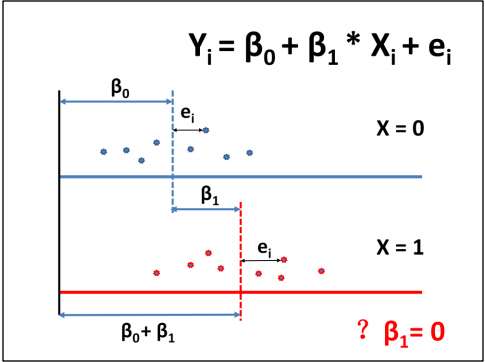 Yᵢ = β₀ + β₁ * Xᵢ + eᵢ
β₀
eᵢ
X = 0
β₁
eᵢ
X = 1
β₀+ β₁
？ β₁= 0